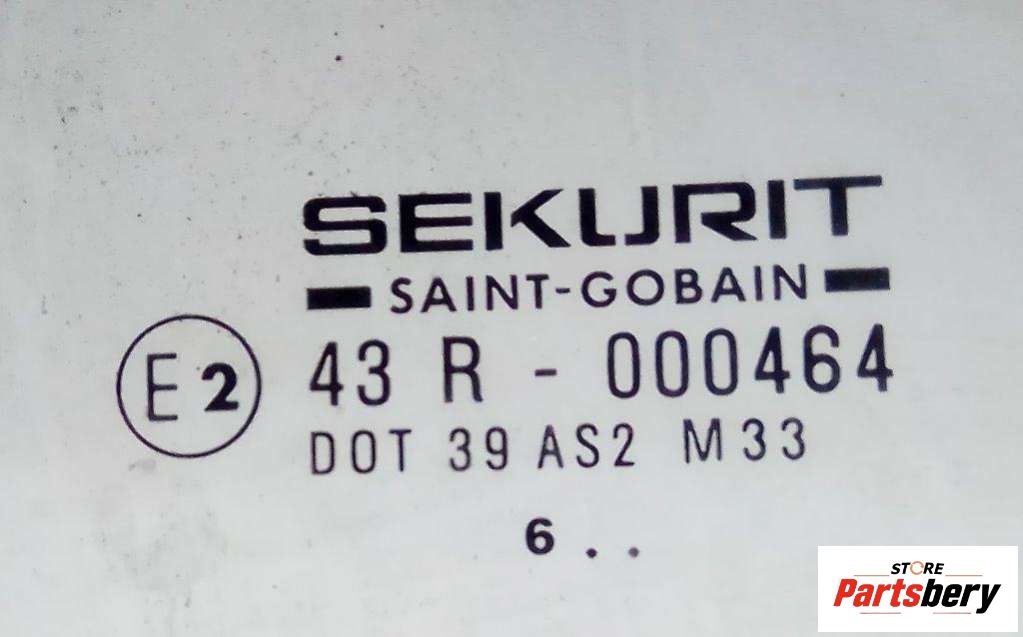 SEKURIT
SAINT-GOBAIN
E2 43 R - 000464
DOT 39 AS2 M33
6 . .
STORE
Partsbery